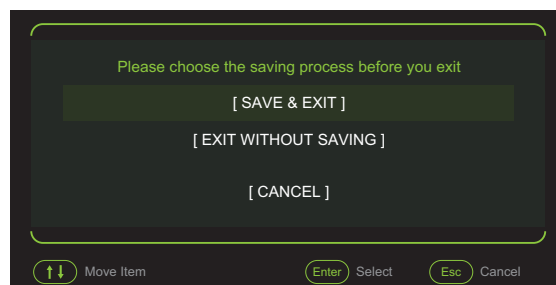 Please choose the saving process before you exit
[ SAVE & EXIT ]
[ EXIT WITHOUT SAVING ]
[ CANCEL ]
↑↓ Move Item Enter Select Esc Cancel